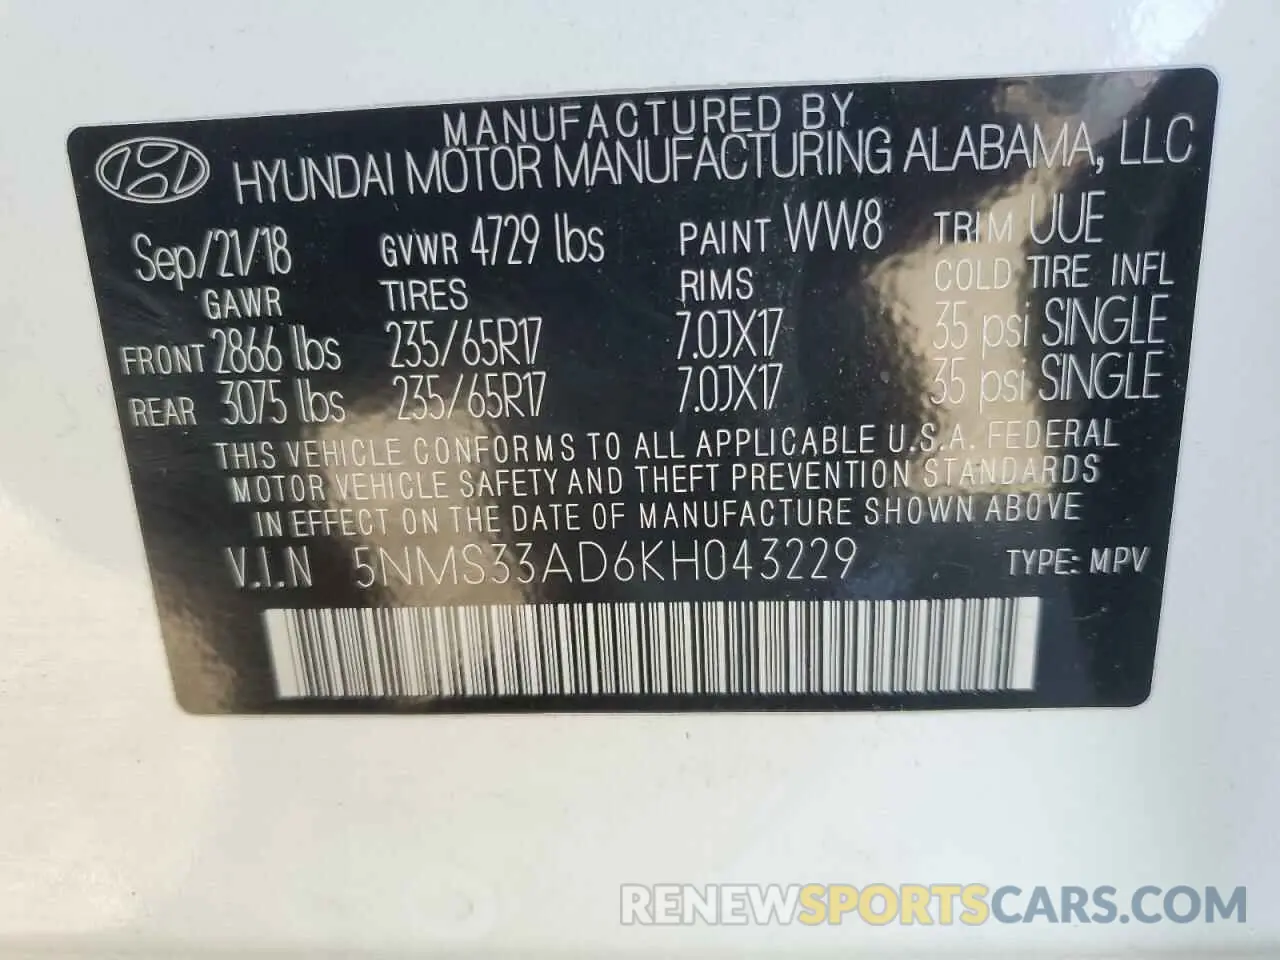 MANUFACTURED BY
HYUNDAI MOTOR MANUFACTURING ALABAMA, LLC
Sep/21/18 GVWR 4729 lbs PAINT WW8 TRIM UUE
GAWR TIRES RIMS COLD TIRE INFL
FRONT 2866 lbs 235/65R17 7.0JX17 35 psi SINGLE
REAR 3075 lbs 235/65R17 7.0JX17 35 psi SINGLE
THIS VEHICLE CONFORMS TO ALL APPLICABLE U.S.A. FEDERAL
MOTOR VEHICLE SAFETY AND THEFT PREVENTION STANDARDS
IN EFFECT ON THE DATE OF MANUFACTURE SHOWN ABOVE
V.I.N 5NMS33AD6KH043229 TYPE: MPV
RENEWSPORTSCARS.COM